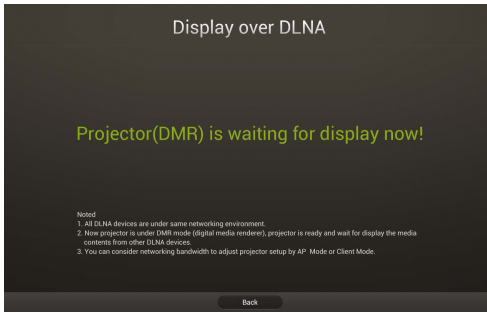 Display over DLNA
Projector(DMR) is waiting for display now!
Noted
1. All DLNA devices are under same networking environment.
2. Now projector is under DMR mode (digital media renderer), projector is ready and wait for display the media
contents from other DLNA devices.
3. You can consider networking bandwidth to adjust projector setup by AP Mode or Client Mode.
Back